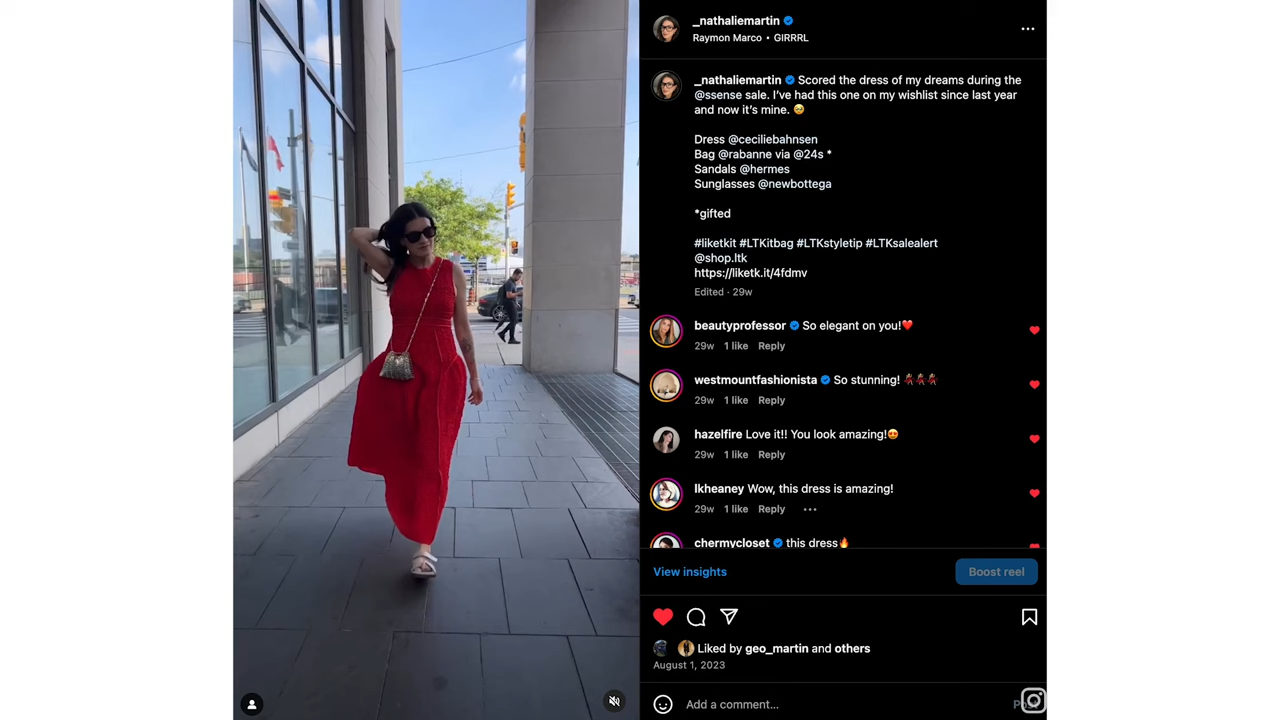 _nathaliemartin
Raymon Marco • GIRRRL
_nathaliemartin Scored the dress of my dreams during the
@ssense sale. I’ve had this one on my wishlist since last year
and now it’s mine. 🥹
Dress @ceciliebahnsen
Bag @rabanne via @24s *
Sandals @hermes
Sunglasses @newbottega
*gifted
#liketkit #LTKitbag #LTKstyletip #LTKsalealert
@shop.ltk
https://liketk.it/4fdmv
Edited · 29w
beautyprofessor So elegant on you!❤️
29w 1 like Reply
westmountfashionista So stunning! 💃💃💃
29w 1 like Reply
hazelfire Love it!! You look amazing!😍
29w 1 like Reply
lkheaney Wow, this dress is amazing!
29w 1 like Reply
chermycloset this dress🔥
View insights
Boost reel
Liked by geo_martin and others
August 1, 2023
Add a comment...